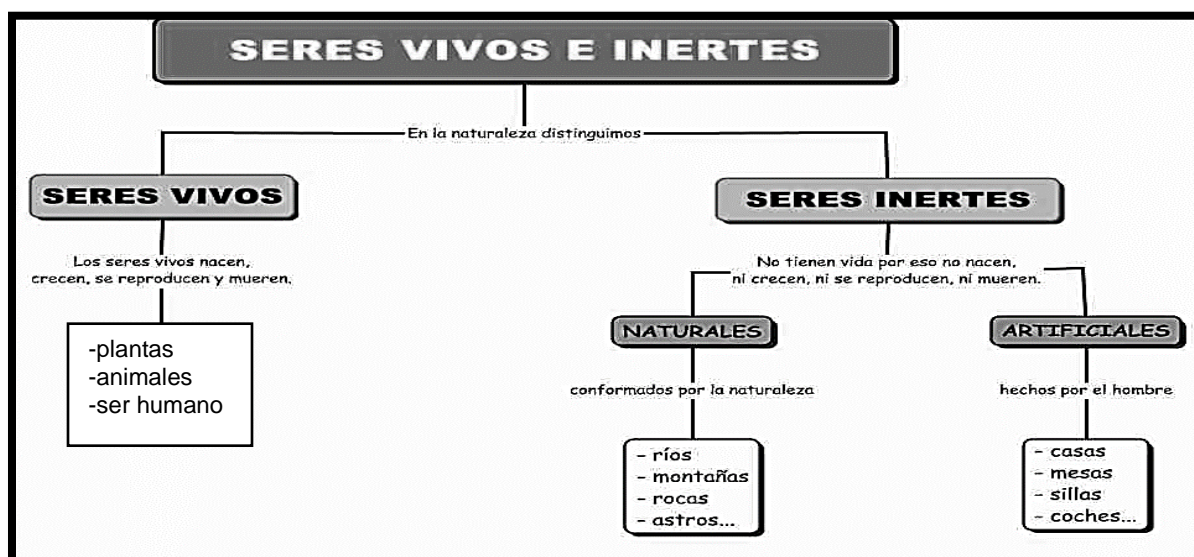 SERES VIVOS E INERTES
En la naturaleza distinguimos
SERES VIVOS
Los seres vivos nacen,
crecen, se reproducen y mueren.
-plantas
-animales
-ser humano
SERES INERTES
No tienen vida por eso no nacen,
ni crecen, ni se reproducen, ni mueren.
NATURALES
conformados por la naturaleza
- ríos
- montañas
- rocas
- astros...
ARTIFICIALES
hechos por el hombre
- casas
- mesas
- sillas
- coches...